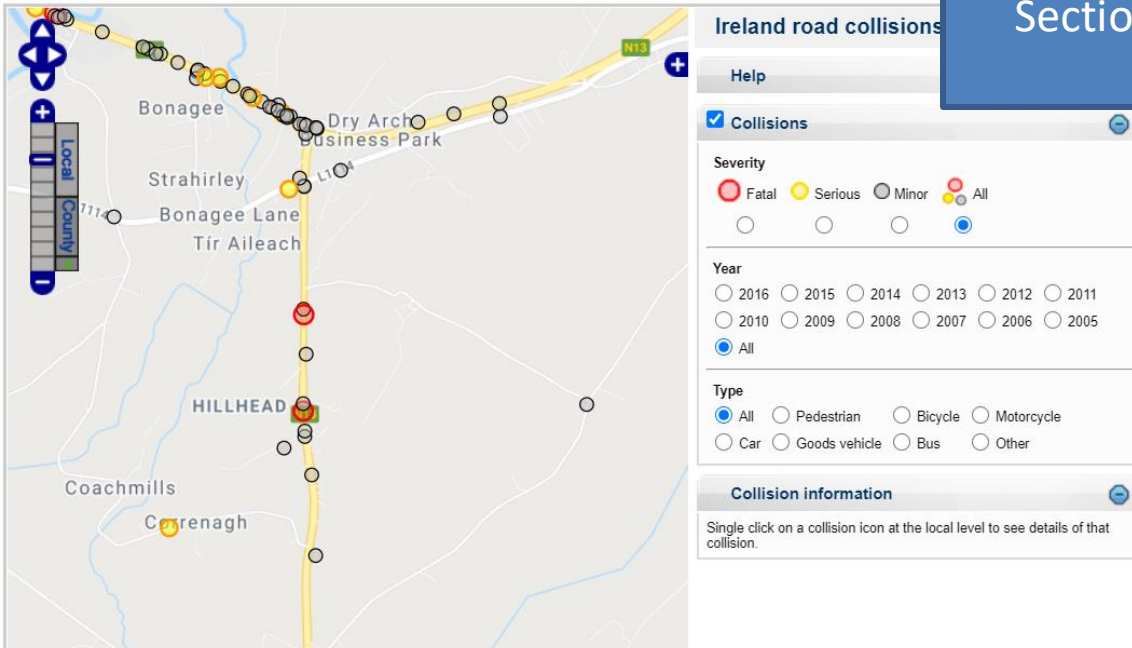 Bonagee
Dry Arch
Business Park
N13
Strahirley
L1114
1114
Bonagee Lane
Tír Aileach
HILLHEAD
Coachmills
Correnagh
Local
County
Sectio
Ireland road collisions
Help
Collisions
Severity
Fatal Serious Minor All
Year
2016 2015 2014 2013 2012 2011
2010 2009 2008 2007 2006 2005
All
Type
All Pedestrian Bicycle Motorcycle
Car Goods vehicle Bus Other
Collision information
Single click on a collision icon at the local level to see details of that
collision.